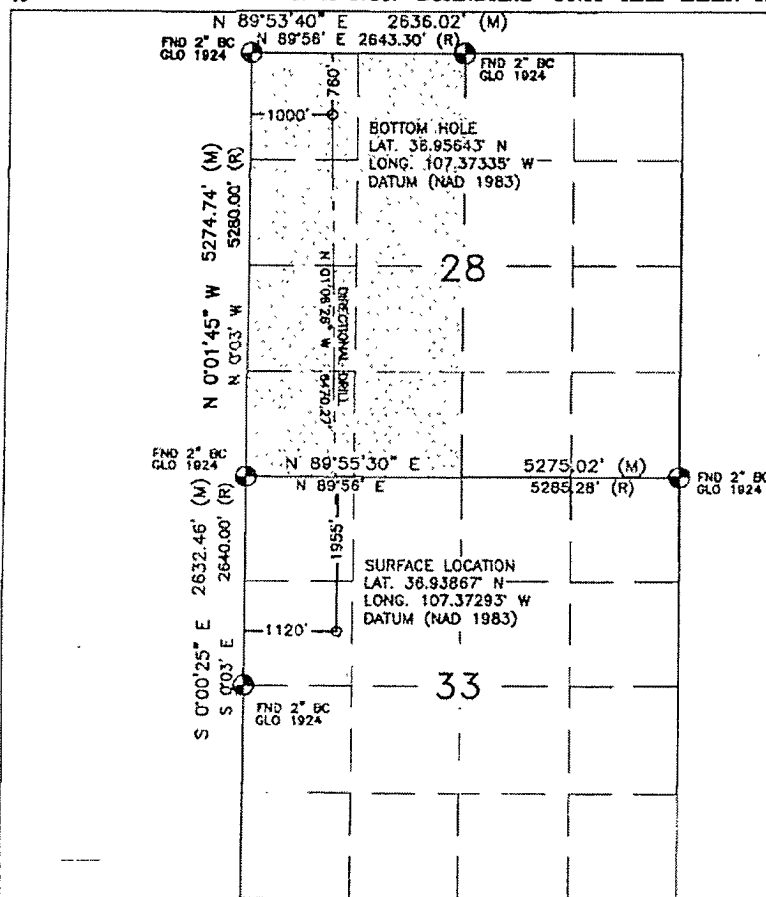 N 89°53'40" E 2636.02' (M)
N 89°56' E 2643.30' (R)
FND 2" BC
GLO 1924
FND 2" BC
GLO 1924
760'
1000'
BOTTOM HOLE
LAT. 36.95643° N
LONG. 107.37335° W
DATUM (NAD 1983)
N 0°01'45" W 5274.74' (M)
N 0°03' W 5280.00' (R)
28
DIRECTIONAL DRILL
N 01°06'28" W 6470.27'
FND 2" BC
GLO 1924
N 89°55'30" E 5275.02' (M)
N 89°56' E 5285.28' (R)
FND 2" BC
GLO 1924
S 0°00'25" E 2632.46' (M)
S 0°03' E 2640.00' (R)
1955'
SURFACE LOCATION
LAT. 36.93867° N
LONG. 107.37293° W
DATUM (NAD 1983)
1120'
33
FND 2" BC
GLO 1924